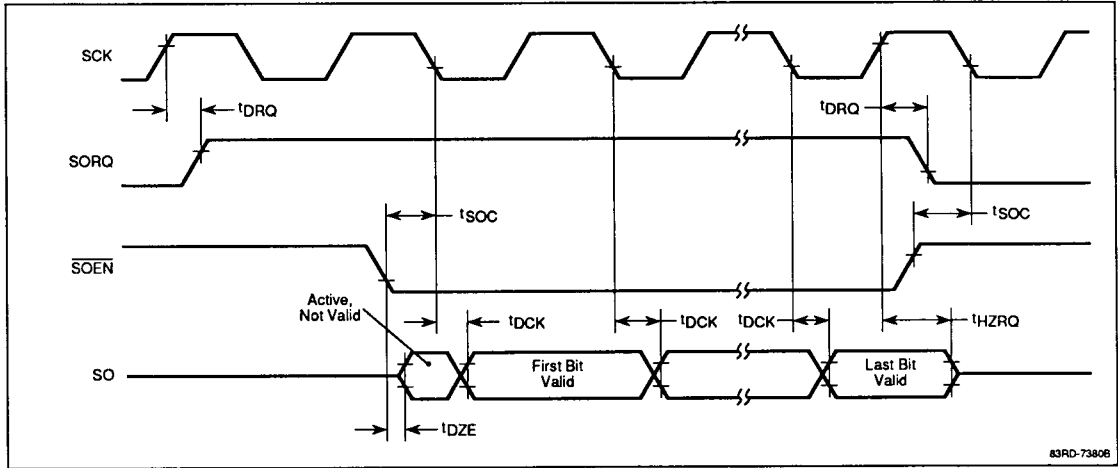 SCK
tDRQ
tDRQ
SORQ
tSOC
tSOC
SOEN
Active,
Not Valid
tDCK
tDCK
tDCK
tHZRQ
SO
First Bit
Valid
Last Bit
Valid
tDZE
83RD-7380B